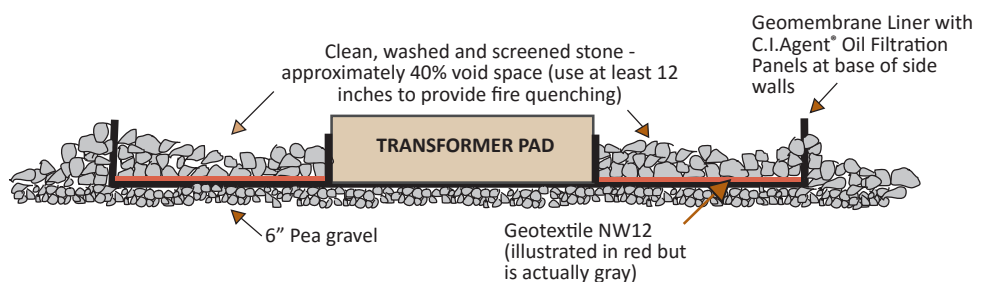 Geomembrane Liner with
C.I.Agent® Oil Filtration
Panels at base of side
walls
Clean, washed and screened stone -
approximately 40% void space (use at least 12
inches to provide fire quenching)
TRANSFORMER PAD
6” Pea gravel
Geotextile NW12
(illustrated in red but
is actually gray)